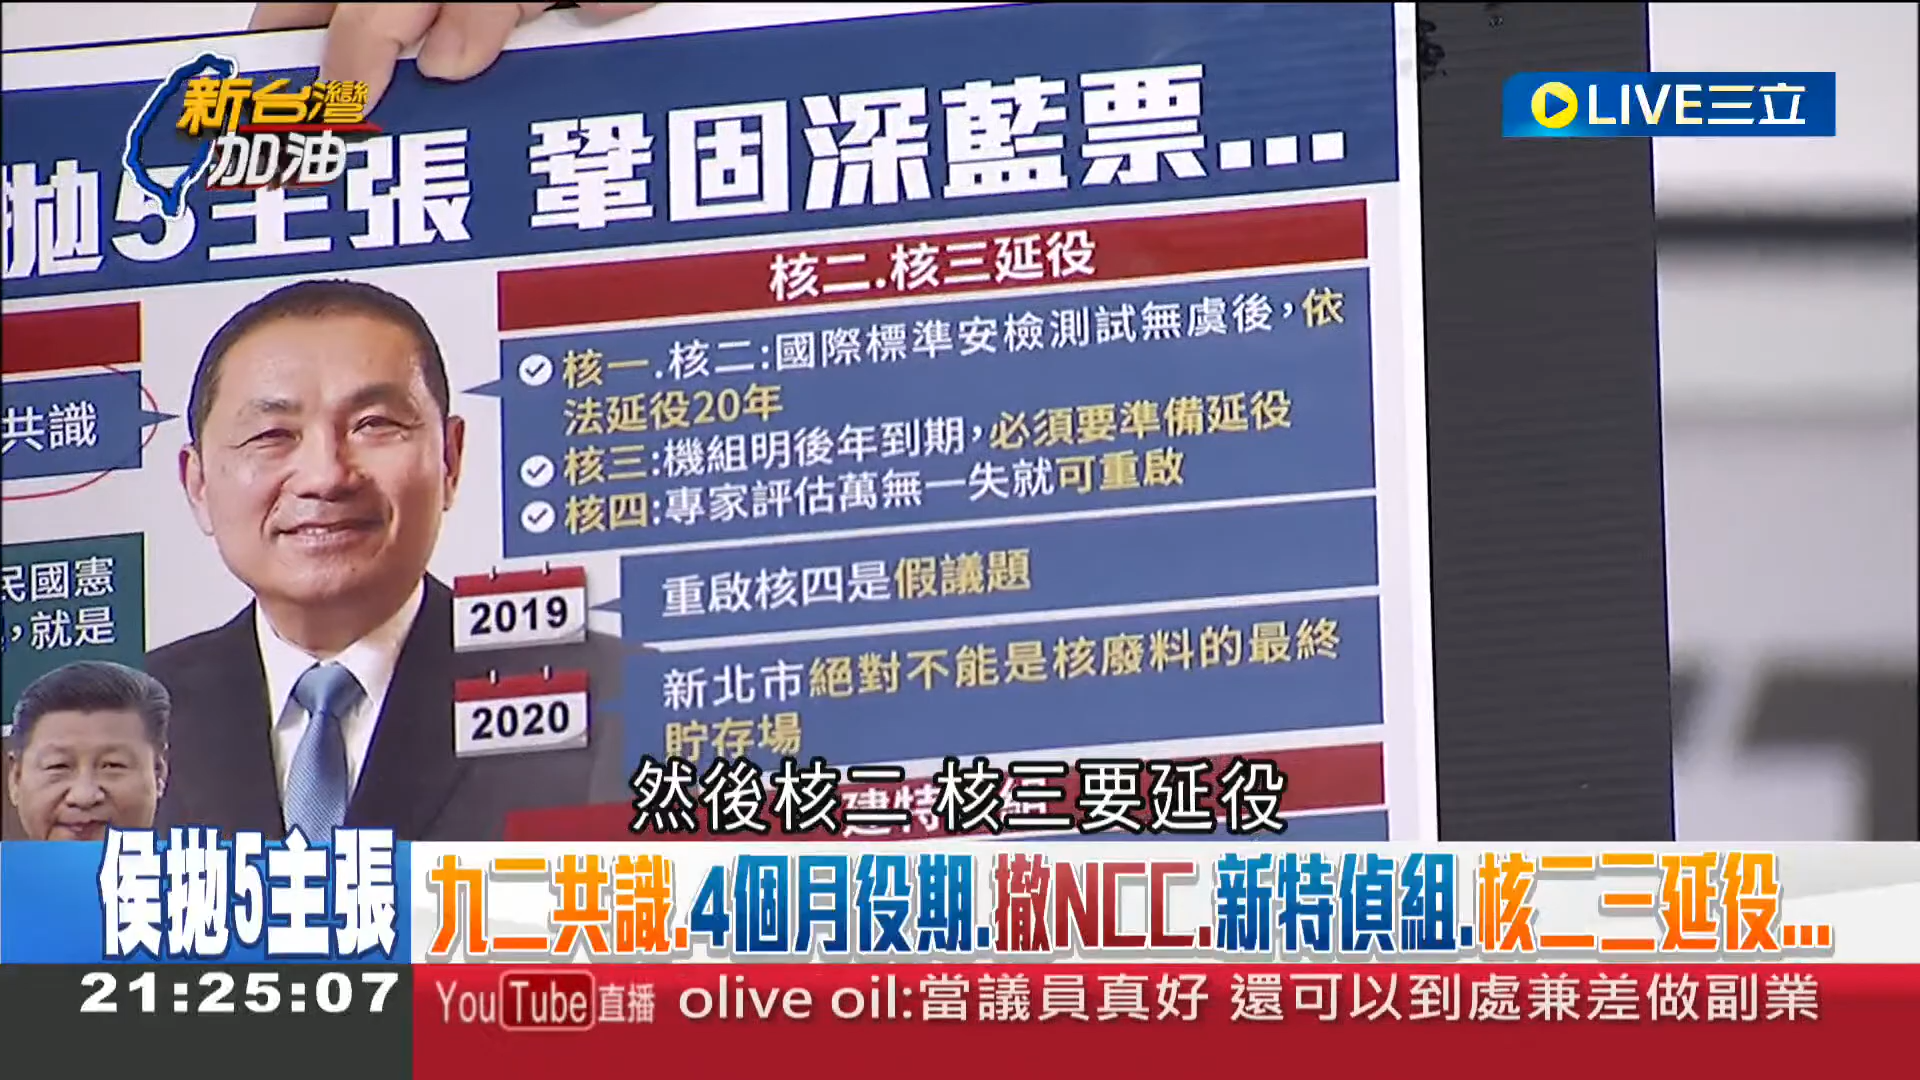 新台灣
加油
LIVE三立
拋5主張 鞏固深藍票...
核二.核三延役
核一.核二:國際標準安檢測試無虞後,依
法延役20年
核三:機組明後年到期,必須要準備延役
核四:專家評估萬無一失就可重啟
共識
民國憲
,就是
2019
重啟核四是假議題
2020
新北市絕對不能是核廢料的最終
貯存場
建特
然後核二 核三要延役
侯拋5主張
九二共識.4個月役期.撤NCC.新特偵組.核二三延役...
21:25:07
YouTube直播
olive oil:當議員真好 還可以到處兼差做副業